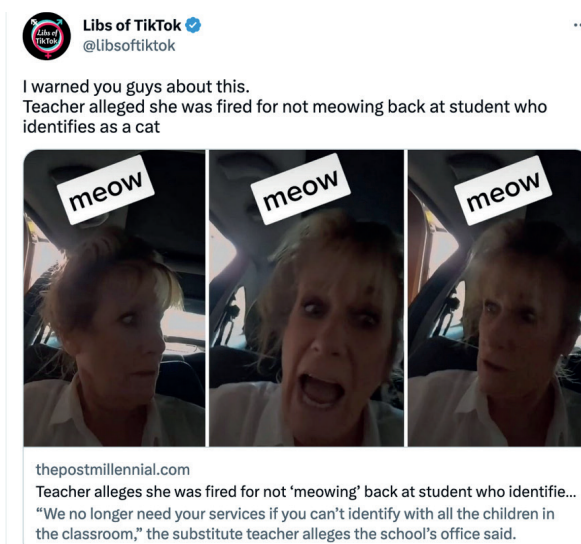 Libs of
TikTok
Libs of TikTok
@libsoftiktok
I warned you guys about this.
Teacher alleged she was fired for not meowing back at student who
identifies as a cat
meow
meow
meow
thepostmillennial.com
Teacher alleges she was fired for not ‘meowing’ back at student who identifie...
“We no longer need your services if you can’t identify with all the children in
the classroom,” the substitute teacher alleges the school’s office said.